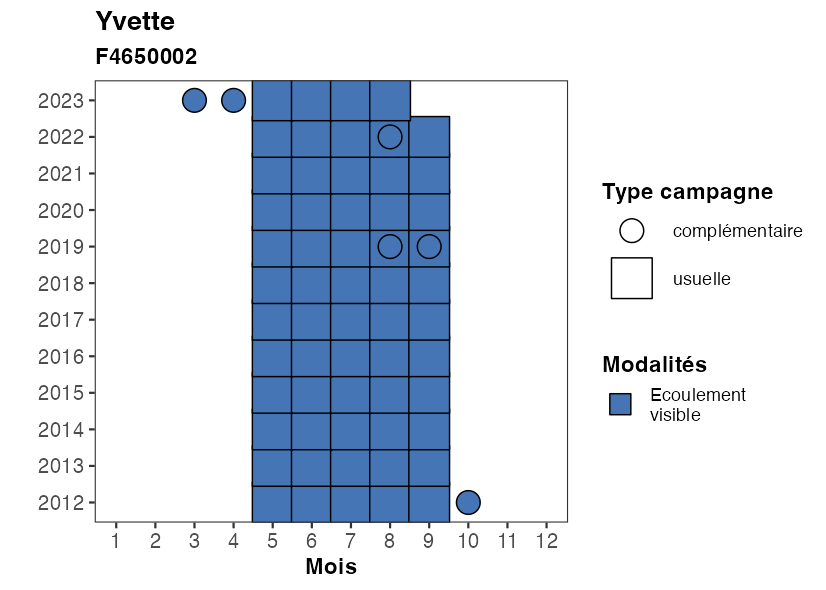 Yvette
F4650002
2023
2022
2021
2020
2019
2018
2017
2016
2015
2014
2013
2012
1 2 3 4 5 6 7 8 9 10 11 12
Mois
Type campagne
complémentaire
usuelle
Modalités
Ecoulement
visible